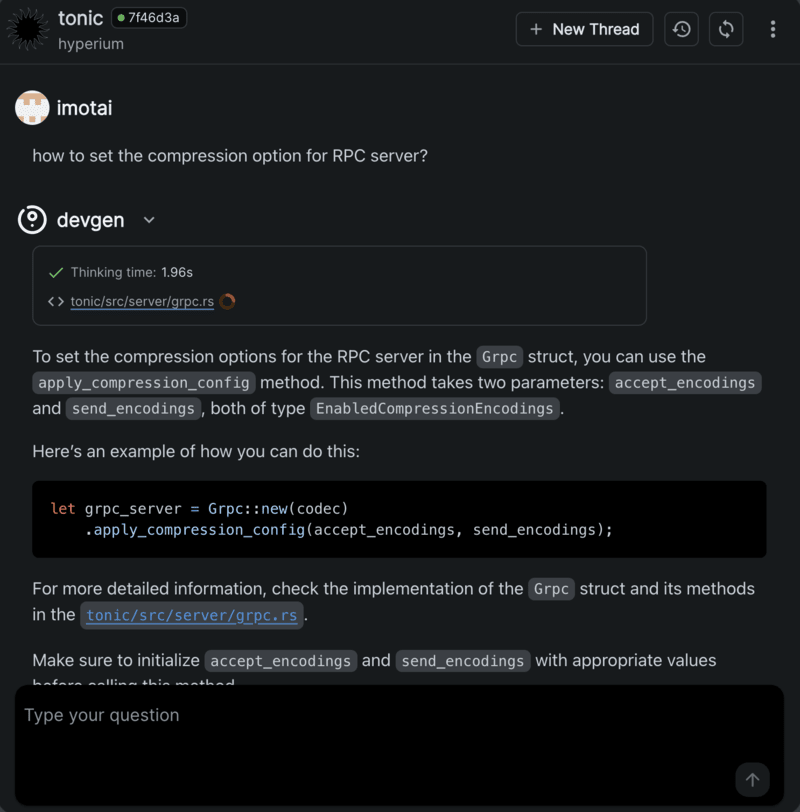 tonic 7f46d3a
hyperium
+ New Thread
imotai
how to set the compression option for RPC server?
devgen
Thinking time: 1.96s
<> tonic/src/server/grpc.rs
To set the compression options for the RPC server in the Grpc struct, you can use the
apply_compression_config method. This method takes two parameters: accept_encodings
and send_encodings, both of type EnabledCompressionEncodings.
Here’s an example of how you can do this:
let grpc_server = Grpc::new(codec)
    .apply_compression_config(accept_encodings, send_encodings);
For more detailed information, check the implementation of the Grpc struct and its methods
in the tonic/src/server/grpc.rs.
Make sure to initialize accept_encodings and send_encodings with appropriate values
before calling this method
Type your question